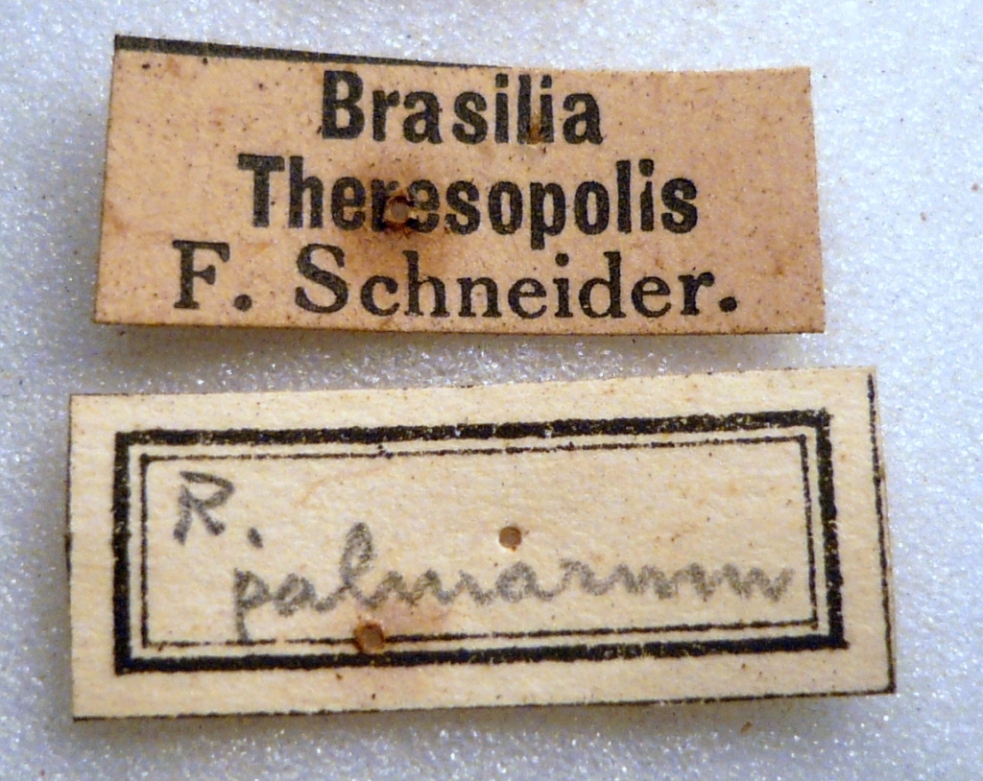 Brasilia
Theresopolis
F. Schneider.
R.
palmarum